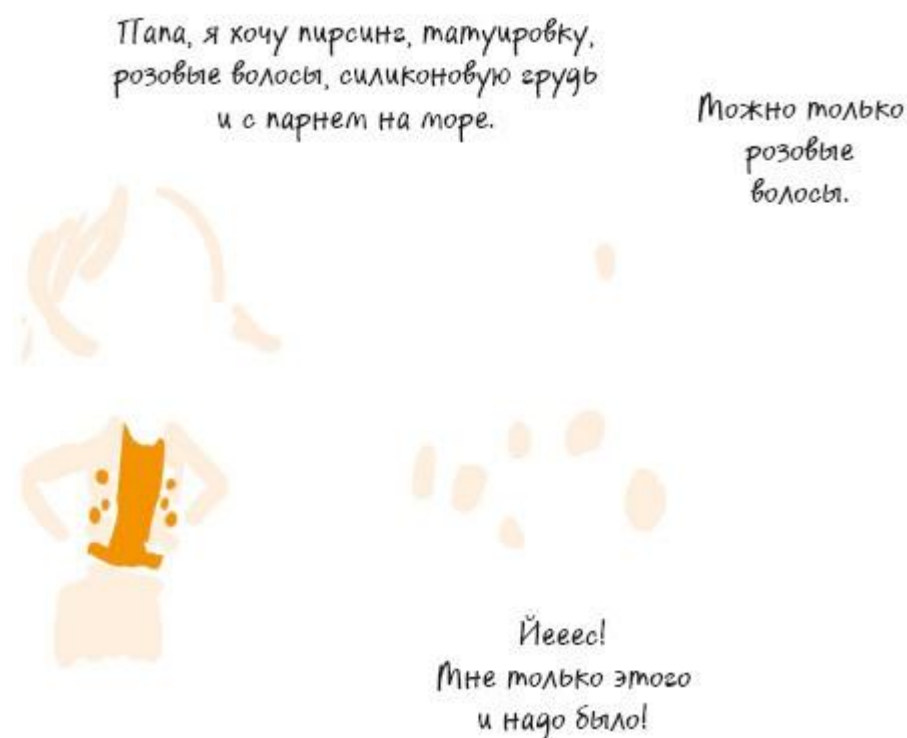 Папа, я хочу пирсинг, татуировку,
розовые волосы, силиконовую грудь
и с парнем на море.
Можно только
розовые
волосы.
Йееес!
Мне только этого
и надо было!